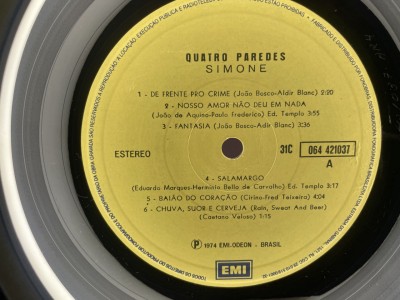 QUATRO PAREDES
SIMONE
1 - DE FRENTE PRO CRIME (João Bosco-Aldir Blanc) 2:20
2 - NOSSO AMOR NÃO DEU EM NADA
(João de Aquino-Paulo Frederico) Ed. Templo 3:55
3 - FANTASIA (João Bosco-Adir Blanc) 3:36
ESTEREO
31C 064 421037
A
4 - SALAMARGO
(Eduardo Marques-Hermínio Bello de Carvalho)-Ed. Templo 3:17
5 - BAIÃO DO CORAÇÃO (Cirino-Fred Teixeira) 4:04
6 - CHUVA, SUOR E CERVEJA (Rain, Sweat And Beer)
(Caetano Veloso) 1:15
Ⓟ 1974 EMI-ODEON - BRASIL
EMI